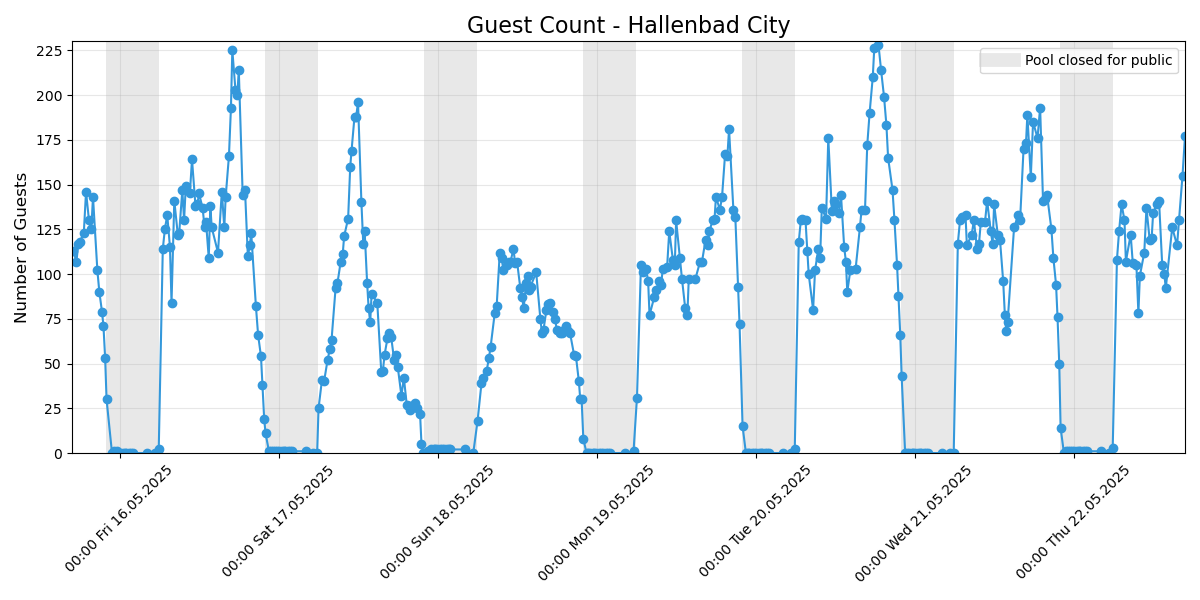 Guest Count - Hallenbad City
Pool closed for public
Number of Guests
225
200
175
150
125
100
75
50
25
0
00:00 Fri 16.05.2025
00:00 Sat 17.05.2025
00:00 Sun 18.05.2025
00:00 Mon 19.05.2025
00:00 Tue 20.05.2025
00:00 Wed 21.05.2025
00:00 Thu 22.05.2025